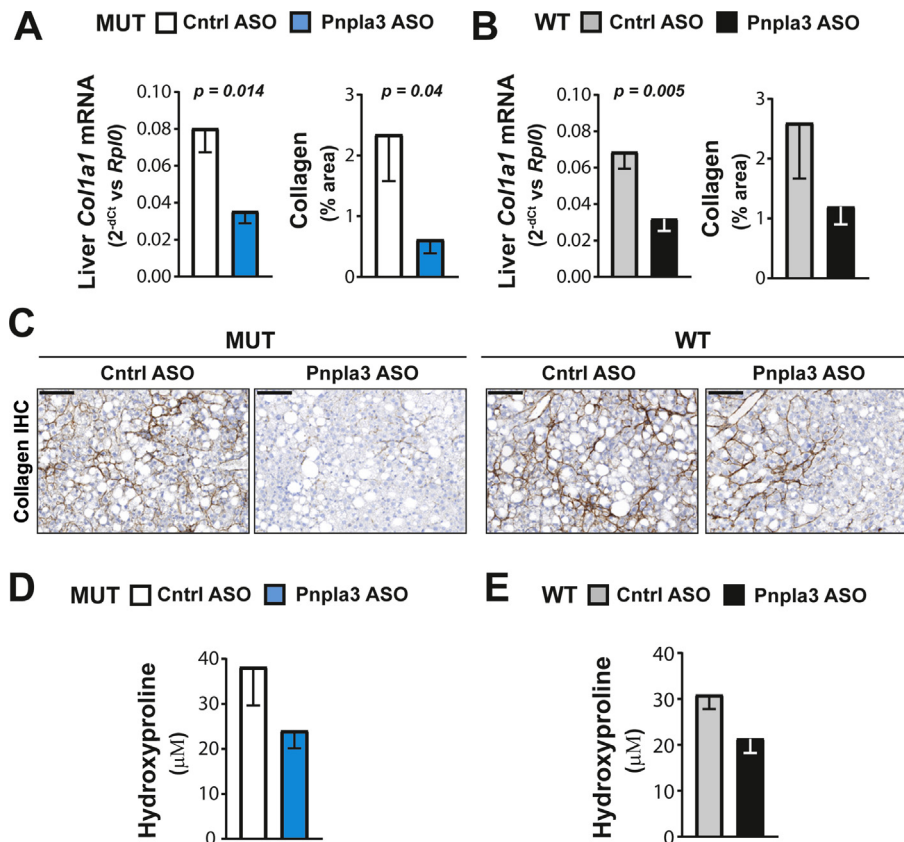 A MUT Cntrl ASO Pnpla3 ASO
p = 0.014
p = 0.04
Liver Col1a1 mRNA
(2-dCt vs Rpl0)
0.10
0.08
0.06
0.04
0.02
0.00
Collagen
(% area)
3
2
1
0
B WT Cntrl ASO Pnpla3 ASO
p = 0.005
Liver Col1a1 mRNA
(2-dCt vs Rpl0)
0.10
0.08
0.06
0.04
0.02
0.00
Collagen
(% area)
3
2
1
0
C
MUT
WT
Cntrl ASO
Pnpla3 ASO
Cntrl ASO
Pnpla3 ASO
Collagen IHC
D MUT Cntrl ASO Pnpla3 ASO
Hydroxyproline
(μM)
40
30
20
10
0
E WT Cntrl ASO Pnpla3 ASO
Hydroxyproline
(μM)
40
30
20
10
0